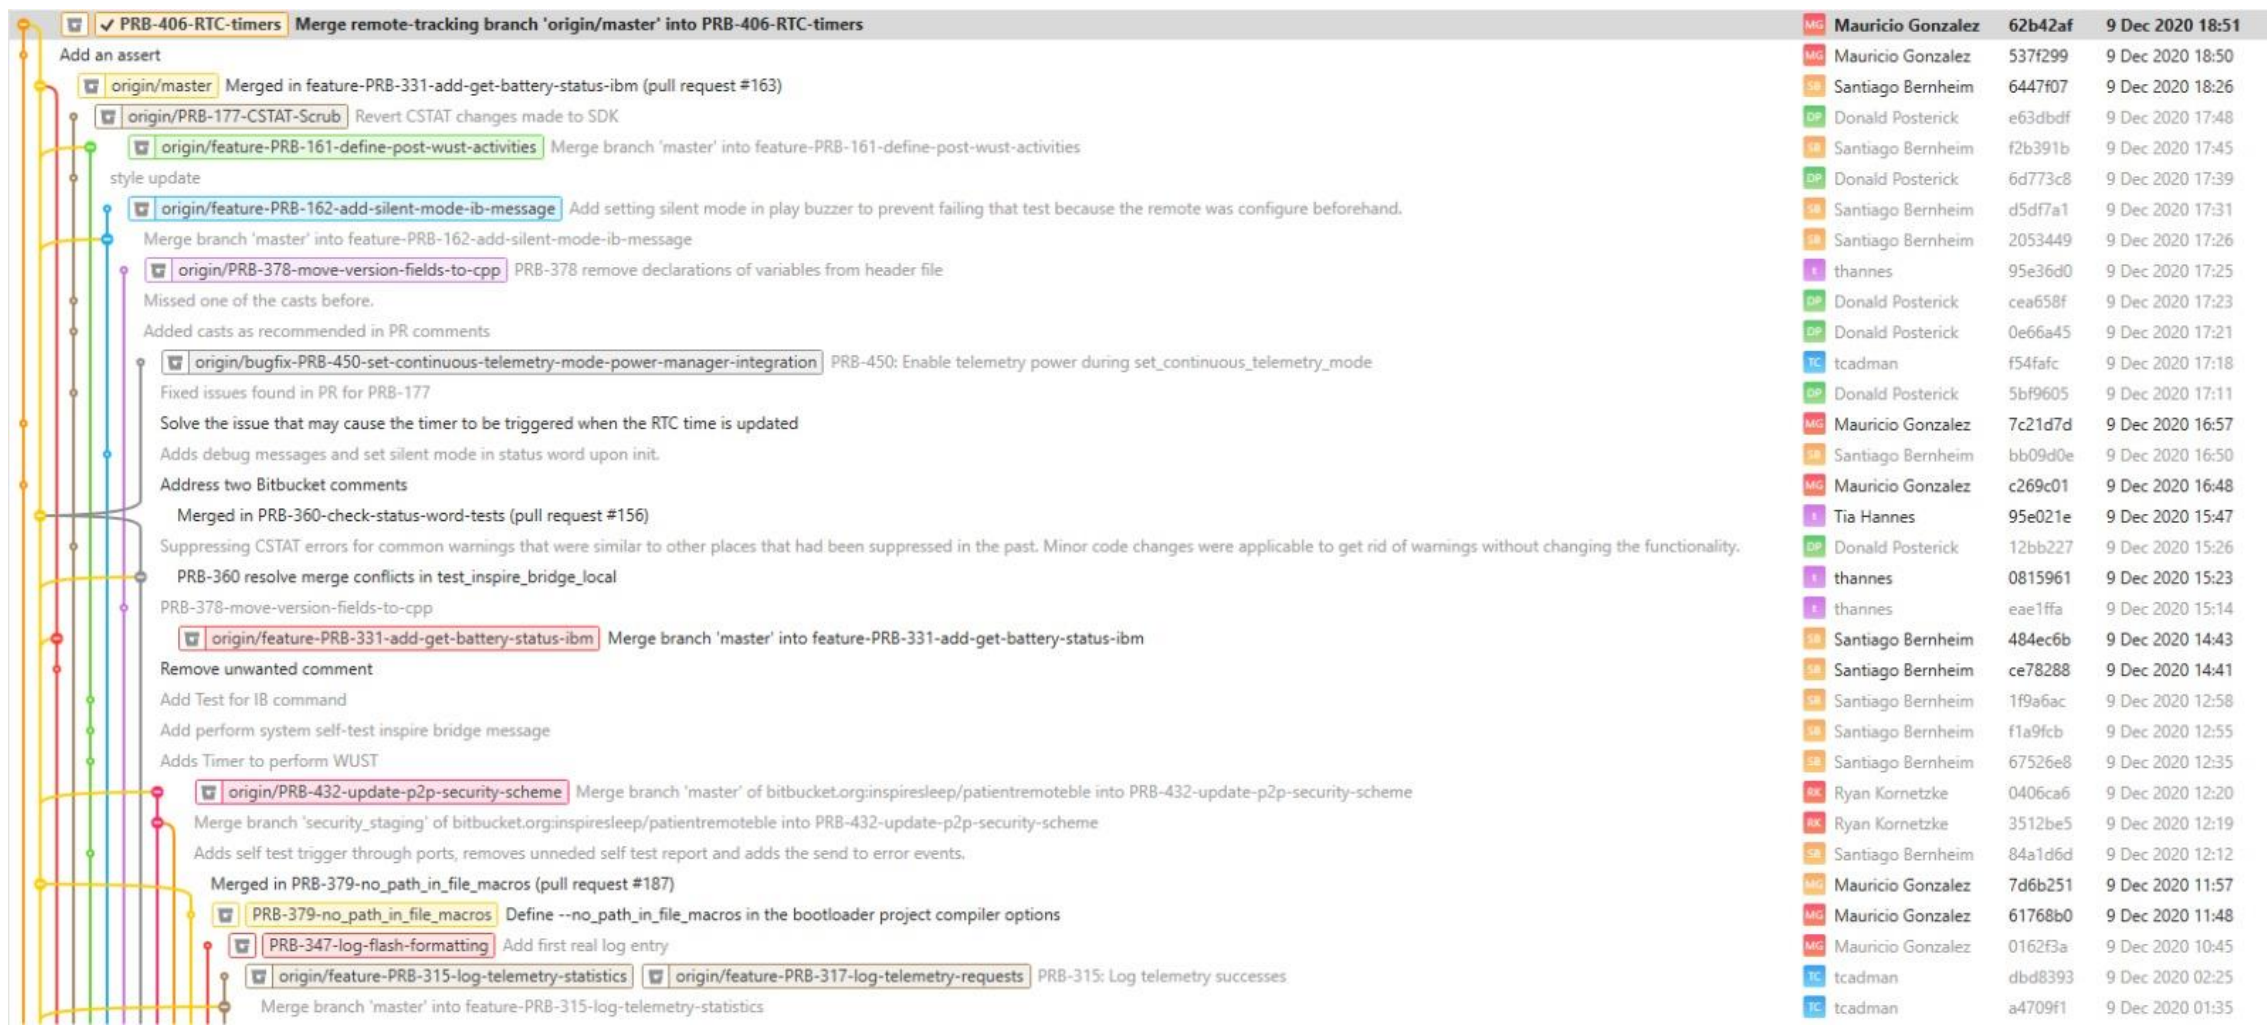 ✓ PRB-406-RTC-timers Merge remote-tracking branch 'origin/master' into PRB-406-RTC-timers MG Mauricio Gonzalez 62b42af 9 Dec 2020 18:51
Add an assert MG Mauricio Gonzalez 537f299 9 Dec 2020 18:50
origin/master Merged in feature-PRB-331-add-get-battery-status-ibm (pull request #163) SB Santiago Bernheim 6447f07 9 Dec 2020 18:26
origin/PRB-177-CSTAT-Scrub Revert CSTAT changes made to SDK DP Donald Posterick e63dbdf 9 Dec 2020 17:48
origin/feature-PRB-161-define-post-wust-activities Merge branch 'master' into feature-PRB-161-define-post-wust-activities SB Santiago Bernheim f2b391b 9 Dec 2020 17:45
style update DP Donald Posterick 6d773c8 9 Dec 2020 17:39
origin/feature-PRB-162-add-silent-mode-ib-message Add setting silent mode in play buzzer to prevent failing that test because the remote was configure beforehand. SB Santiago Bernheim d5df7a1 9 Dec 2020 17:31
Merge branch 'master' into feature-PRB-162-add-silent-mode-ib-message SB Santiago Bernheim 2053449 9 Dec 2020 17:26
origin/PRB-378-move-version-fields-to-cpp PRB-378 remove declarations of variables from header file t thannes 95e36d0 9 Dec 2020 17:25
Missed one of the casts before. DP Donald Posterick cea658f 9 Dec 2020 17:23
Added casts as recommended in PR comments DP Donald Posterick 0e66a45 9 Dec 2020 17:21
origin/bugfix-PRB-450-set-continuous-telemetry-mode-power-manager-integration PRB-450: Enable telemetry power during set_continuous_telemetry_mode TC tcadman f54fafc 9 Dec 2020 17:18
Fixed issues found in PR for PRB-177 DP Donald Posterick 5bf9605 9 Dec 2020 17:11
Solve the issue that may cause the timer to be triggered when the RTC time is updated MG Mauricio Gonzalez 7c21d7d 9 Dec 2020 16:57
Adds debug messages and set silent mode in status word upon init. SB Santiago Bernheim bb09d0e 9 Dec 2020 16:50
Address two Bitbucket comments MG Mauricio Gonzalez c269c01 9 Dec 2020 16:48
Merged in PRB-360-check-status-word-tests (pull request #156) t Tia Hannes 95e021e 9 Dec 2020 15:47
Suppressing CSTAT errors for common warnings that were similar to other places that had been suppressed in the past. Minor code changes were applicable to get rid of warnings without changing the functionality. DP Donald Posterick 12bb227 9 Dec 2020 15:26
PRB-360 resolve merge conflicts in test_inspire_bridge_local t thannes 0815961 9 Dec 2020 15:23
PRB-378-move-version-fields-to-cpp t thannes eae1ffa 9 Dec 2020 15:14
origin/feature-PRB-331-add-get-battery-status-ibm Merge branch 'master' into feature-PRB-331-add-get-battery-status-ibm SB Santiago Bernheim 484ec6b 9 Dec 2020 14:43
Remove unwanted comment SB Santiago Bernheim ce78288 9 Dec 2020 14:41
Add Test for IB command SB Santiago Bernheim 1f9a6ac 9 Dec 2020 12:58
Add perform system self-test inspire bridge message SB Santiago Bernheim f1a9fcb 9 Dec 2020 12:55
Adds Timer to perform WUST SB Santiago Bernheim 67526e8 9 Dec 2020 12:35
origin/PRB-432-update-p2p-security-scheme Merge branch 'master' of bitbucket.org:inspiresleep/patientremoteble into PRB-432-update-p2p-security-scheme RK Ryan Kornetzke 0406ca6 9 Dec 2020 12:20
Merge branch 'security_staging' of bitbucket.org:inspiresleep/patientremoteble into PRB-432-update-p2p-security-scheme RK Ryan Kornetzke 3512be5 9 Dec 2020 12:19
Adds self test trigger through ports, removes unneded self test report and adds the send to error events. SB Santiago Bernheim 84a1d6d 9 Dec 2020 12:12
Merged in PRB-379-no_path_in_file_macros (pull request #187) MG Mauricio Gonzalez 7d6b251 9 Dec 2020 11:57
PRB-379-no_path_in_file_macros Define --no_path_in_file_macros in the bootloader project compiler options MG Mauricio Gonzalez 61768b0 9 Dec 2020 11:48
PRB-347-log-flash-formatting Add first real log entry MG Mauricio Gonzalez 0162f3a 9 Dec 2020 10:45
origin/feature-PRB-315-log-telemetry-statistics origin/feature-PRB-317-log-telemetry-requests PRB-315: Log telemetry successes TC tcadman dbd8393 9 Dec 2020 02:25
Merge branch 'master' into feature-PRB-315-log-telemetry-statistics TC tcadman a4709f1 9 Dec 2020 01:35